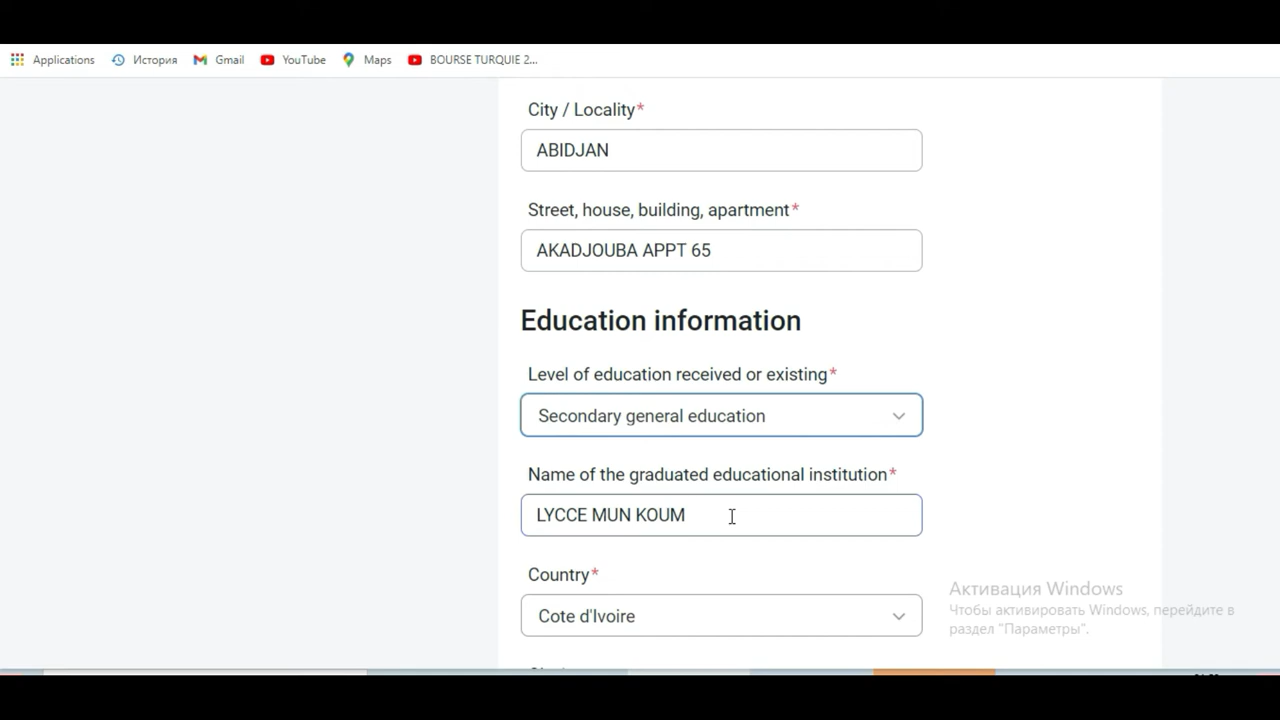 Applications История Gmail YouTube Maps BOURSE TURQUIE 2...
City / Locality*
ABIDJAN
Street, house, building, apartment*
AKADJOUBA APPT 65
Education information
Level of education received or existing*
Secondary general education
Name of the graduated educational institution*
LYCCE MUN KOUM
Country*
Cote d'Ivoire
Активация Windows
Чтобы активировать Windows, перейдите в
раздел "Параметры".